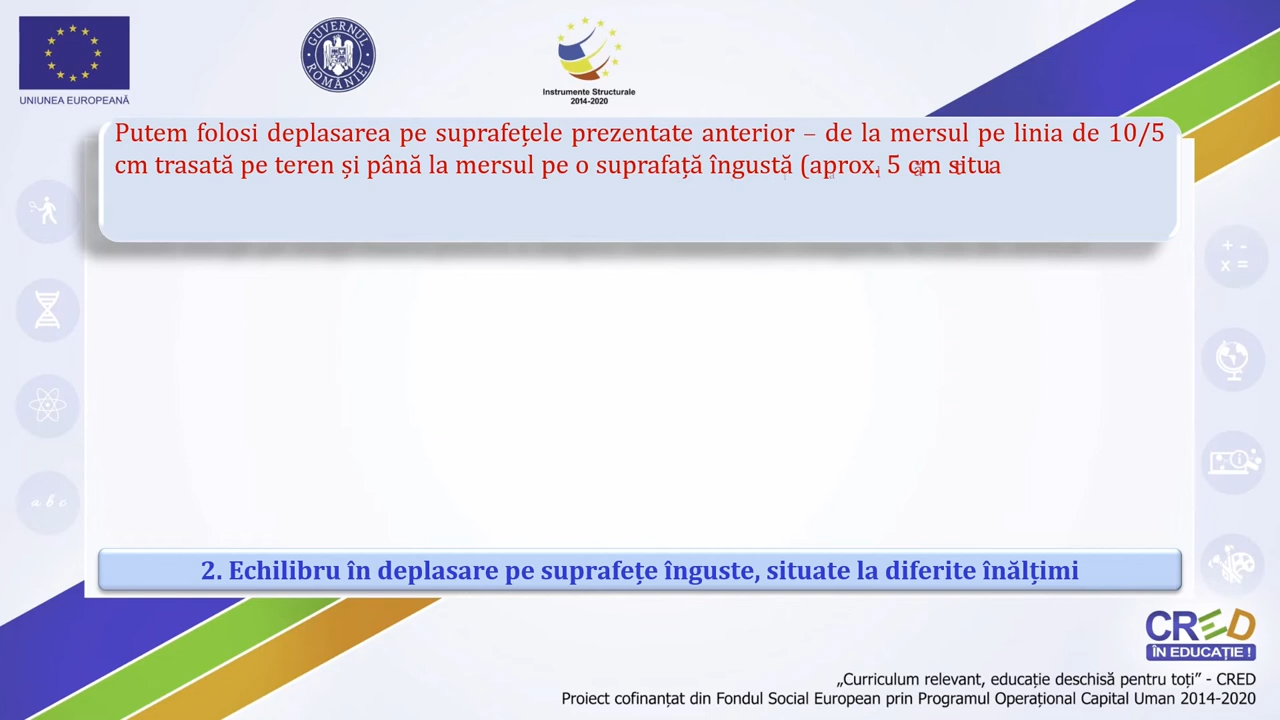 UNIUNEA EUROPEANĂ
GUVERNUL ROMÂNIEI
Instrumente Structurale
2014-2020
Putem folosi deplasarea pe suprafețele prezentate anterior – de la mersul pe linia de 10/5
cm trasată pe teren și până la mersul pe o suprafață îngustă (aprox. 5 cm situa
+ -
x =
a b c
2. Echilibru în deplasare pe suprafețe înguste, situate la diferite înălțimi
CRED
ÎN EDUCAȚIE !
„Curriculum relevant, educație deschisă pentru toți” - CRED
Proiect cofinanțat din Fondul Social European prin Programul Operațional Capital Uman 2014-2020